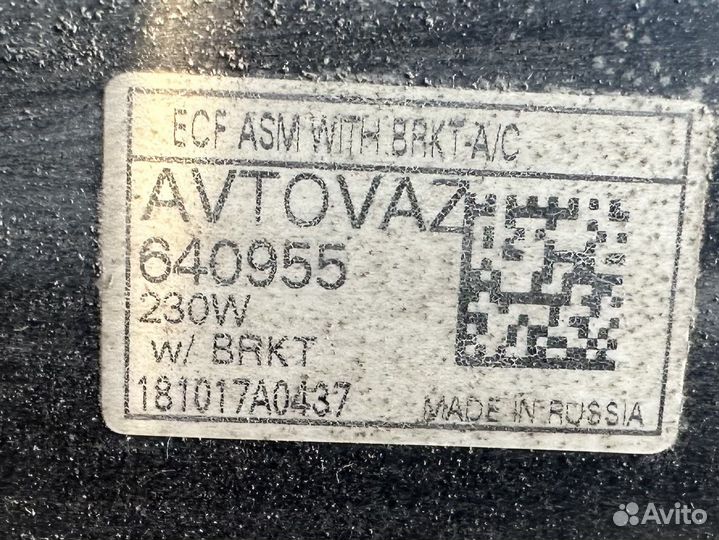 ECF ASM WITH BRKT-A/C
AVTOVAZ
640955
230W
W/ BRKT
181017A0437
MADE IN RUSSIA
Avito